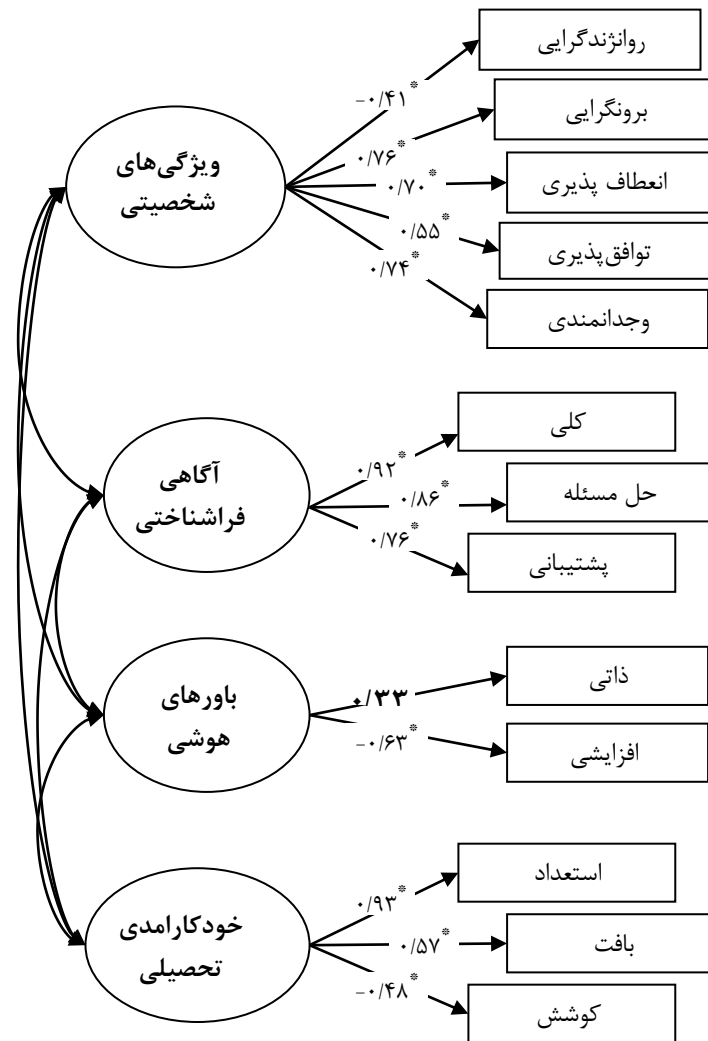 روانژندگرایی
-۰/۴۱*
برونگرایی
۰/۷۶*
ویژگی‌های
شخصیتی
انعطاف پذیری
۰/۷۰*
توافق‌پذیری
۰/۵۵*
وجدانمندی
۰/۷۴*
کلی
۰/۹۲*
آگاهی
فراشناختی
حل مسئله
۰/۸۶*
پشتیبانی
۰/۷۶*
ذاتی
۰/۳۳
باورهای
هوشی
افزایشی
-۰/۶۳*
استعداد
۰/۹۳*
خودکارامدی
تحصیلی
بافت
۰/۵۷*
کوشش
-۰/۴۸*